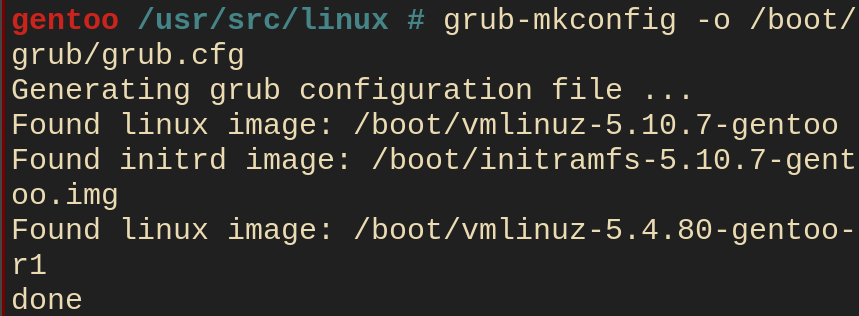 gentoo /usr/src/linux # grub-mkconfig -o /boot/
grub/grub.cfg
Generating grub configuration file ...
Found linux image: /boot/vmlinuz-5.10.7-gentoo
Found initrd image: /boot/initramfs-5.10.7-gent
oo.img
Found linux image: /boot/vmlinuz-5.4.80-gentoo-
r1
done